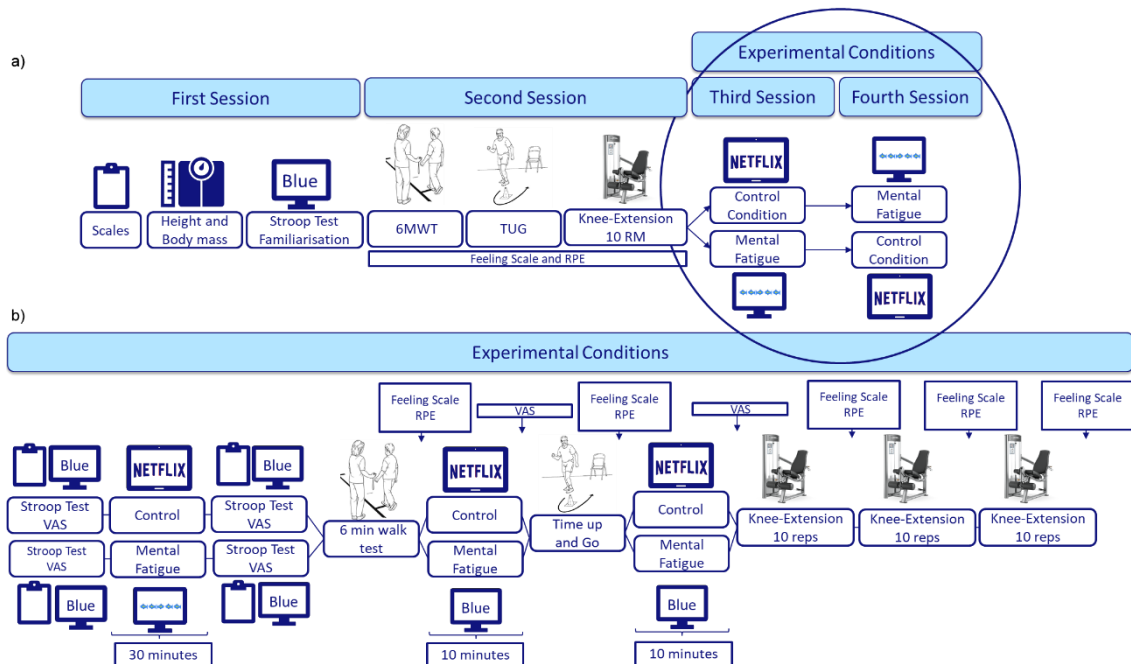 a)
Experimental Conditions
First Session
Second Session
Third Session
Fourth Session
Blue
NETFLIX
Scales
Height and
Body mass
Stroop Test
Familiarisation
6MWT
TUG
Knee-Extension
10 RM
Control
Condition
Mental
Fatigue
Feeling Scale and RPE
Mental
Fatigue
Control
Condition
NETFLIX
b)
Experimental Conditions
Feeling Scale
RPE
VAS
Feeling Scale
RPE
VAS
Feeling Scale
RPE
Feeling Scale
RPE
Feeling Scale
RPE
Blue
NETFLIX
Blue
NETFLIX
NETFLIX
Stroop Test
VAS
Control
Stroop Test
VAS
Stroop Test
VAS
Mental
Fatigue
Stroop Test
VAS
6 min walk
test
Control
Mental
Fatigue
Time up
and Go
Control
Mental
Fatigue
Knee-Extension
10 reps
Knee-Extension
10 reps
Knee-Extension
10 reps
Blue
Blue
Blue
Blue
30 minutes
10 minutes
10 minutes